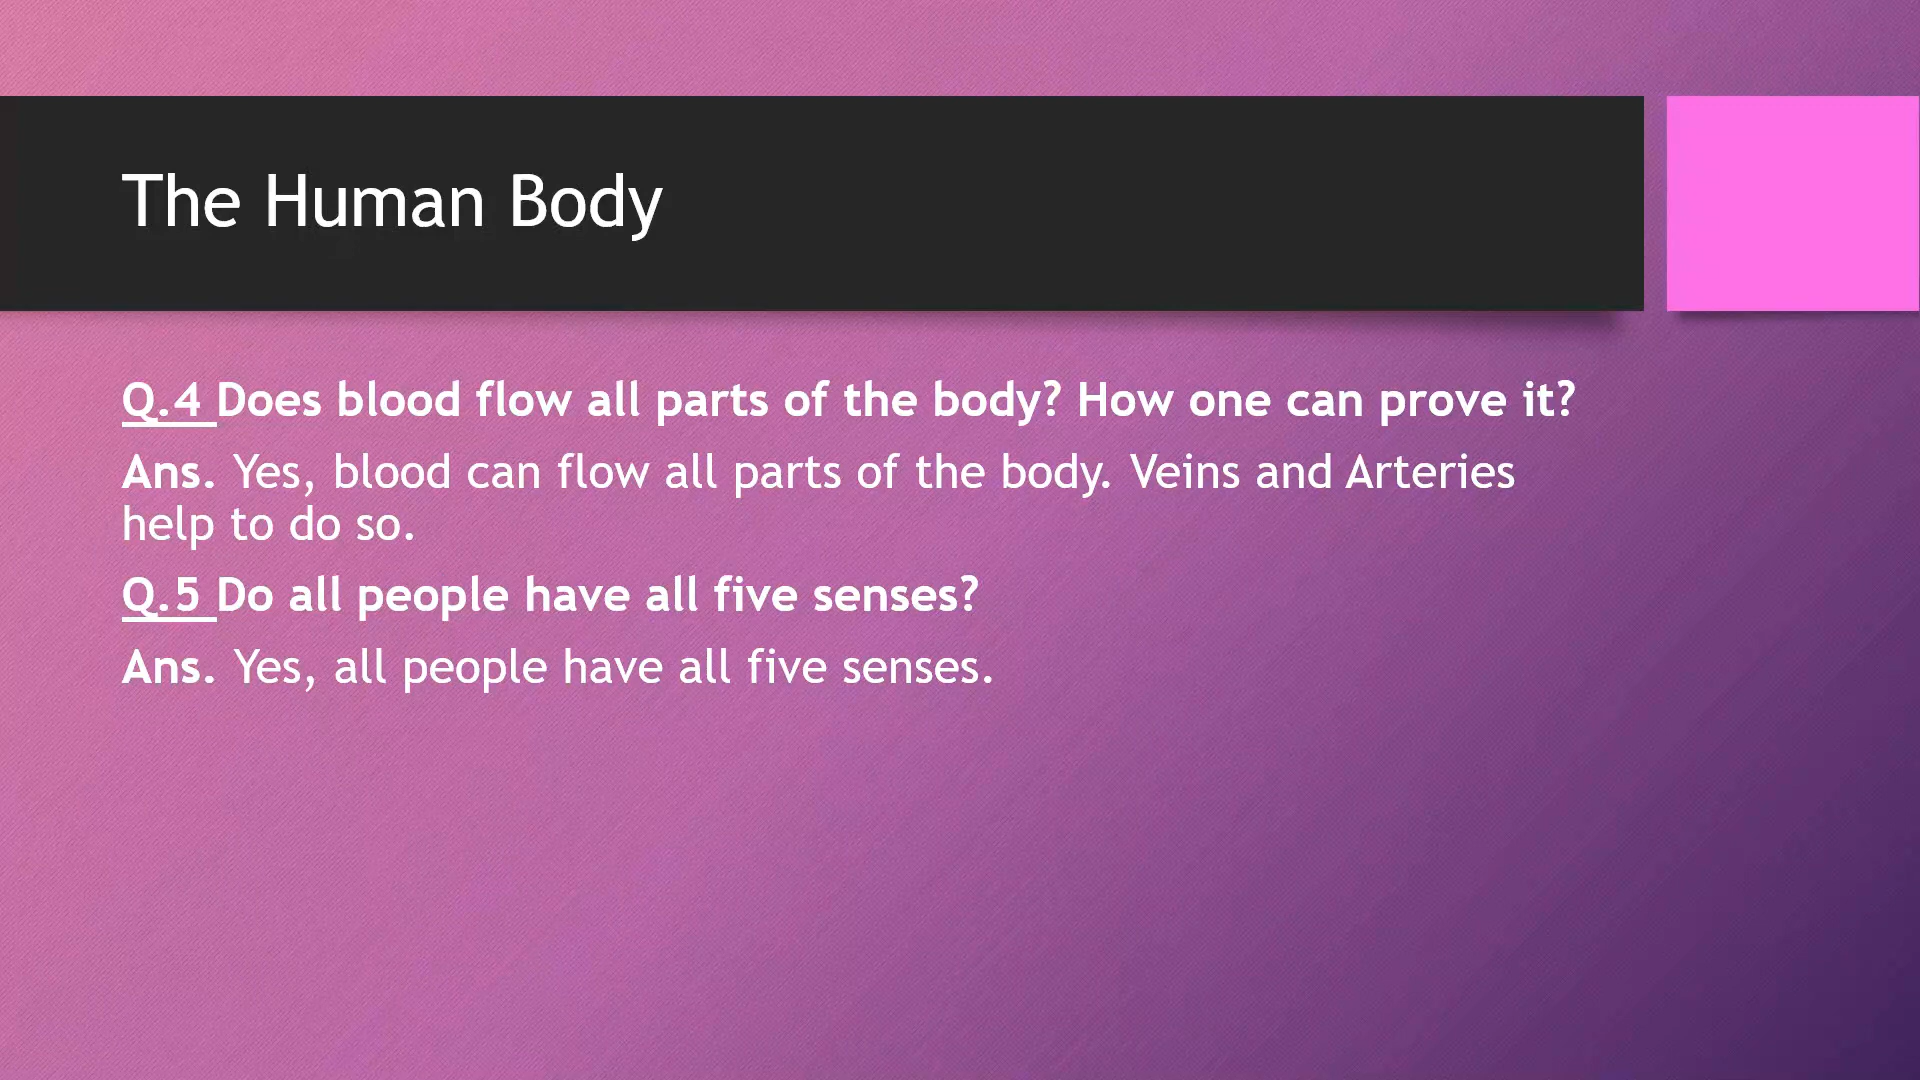 The Human Body
Q.4 Does blood flow all parts of the body? How one can prove it?
Ans. Yes, blood can flow all parts of the body. Veins and Arteries
help to do so.
Q.5 Do all people have all five senses?
Ans. Yes, all people have all five senses.